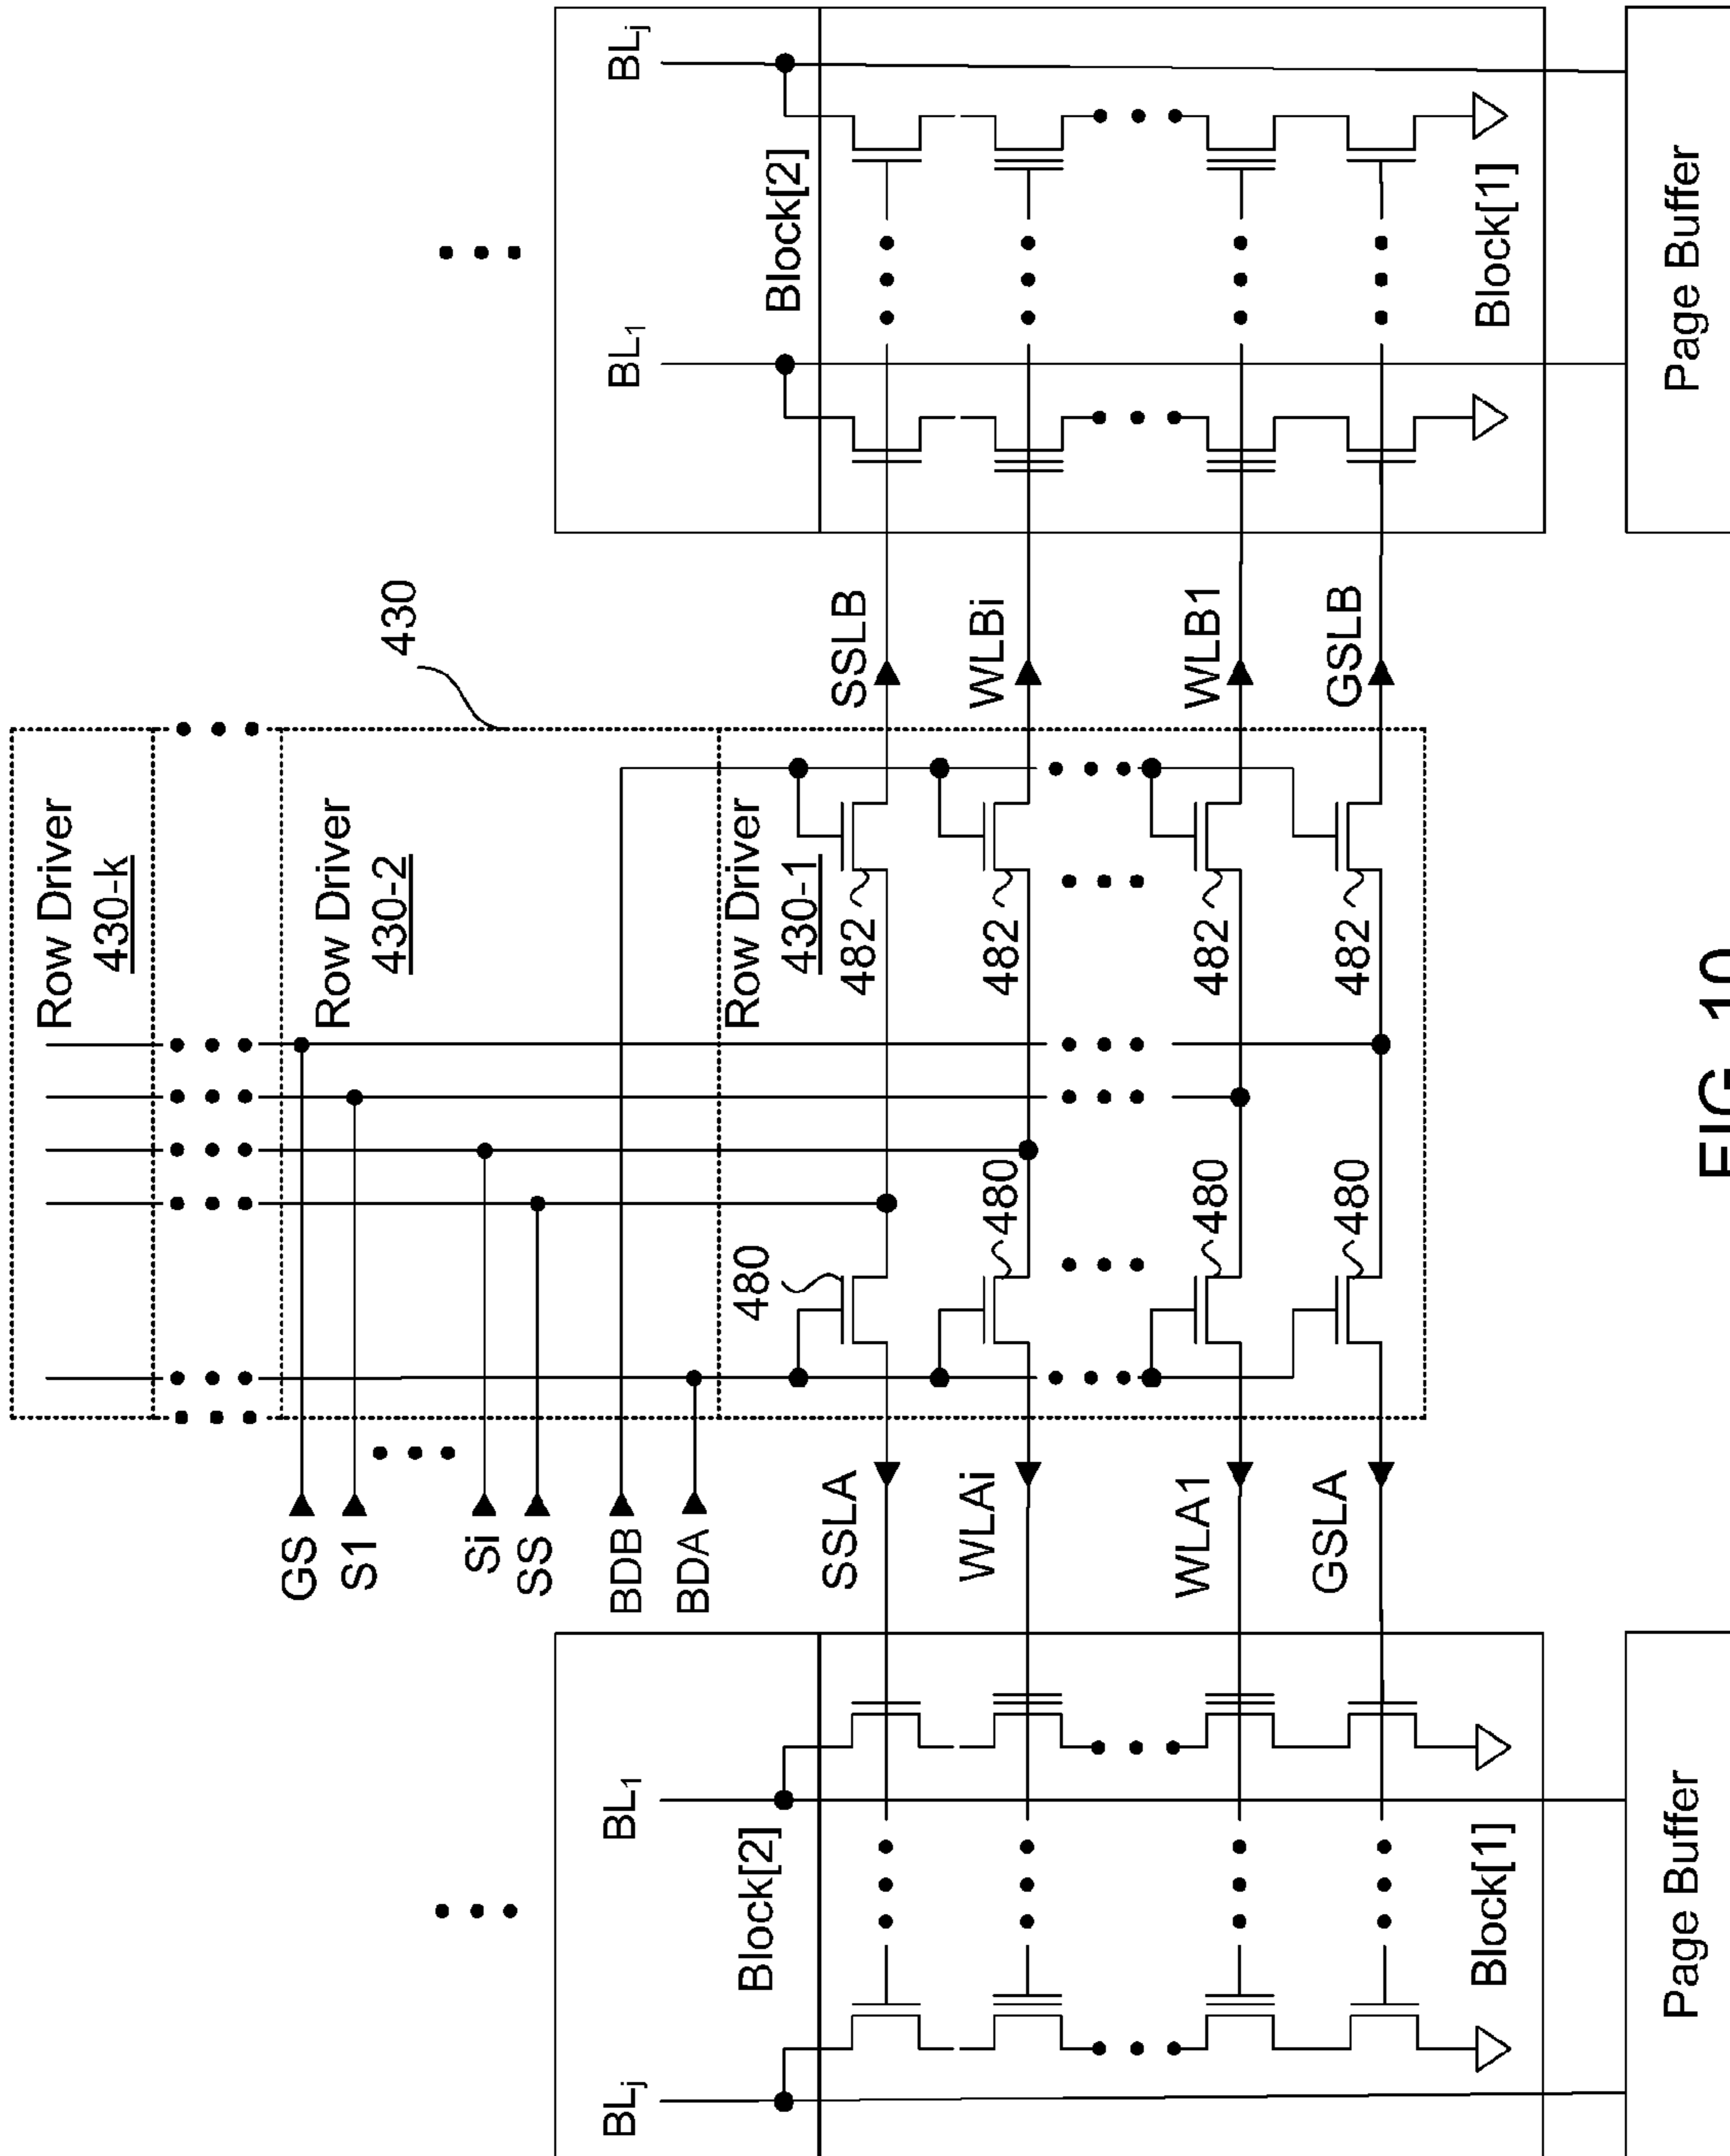 Row Driver
430-k
GS
Row Driver
S1
430-2
430
Si
SS
BLj
BL1
BDB
BL1
BLj
BDA
Block[2]
480
Row Driver
430-1
Block[2]
SSLA
482
SSLB
WLAi
480
482
WLBi
WLA1
480
482
WLB1
GSLA
480
482
GSLB
Block[1]
Block[1]
Page Buffer
Page Buffer
FIG. 10